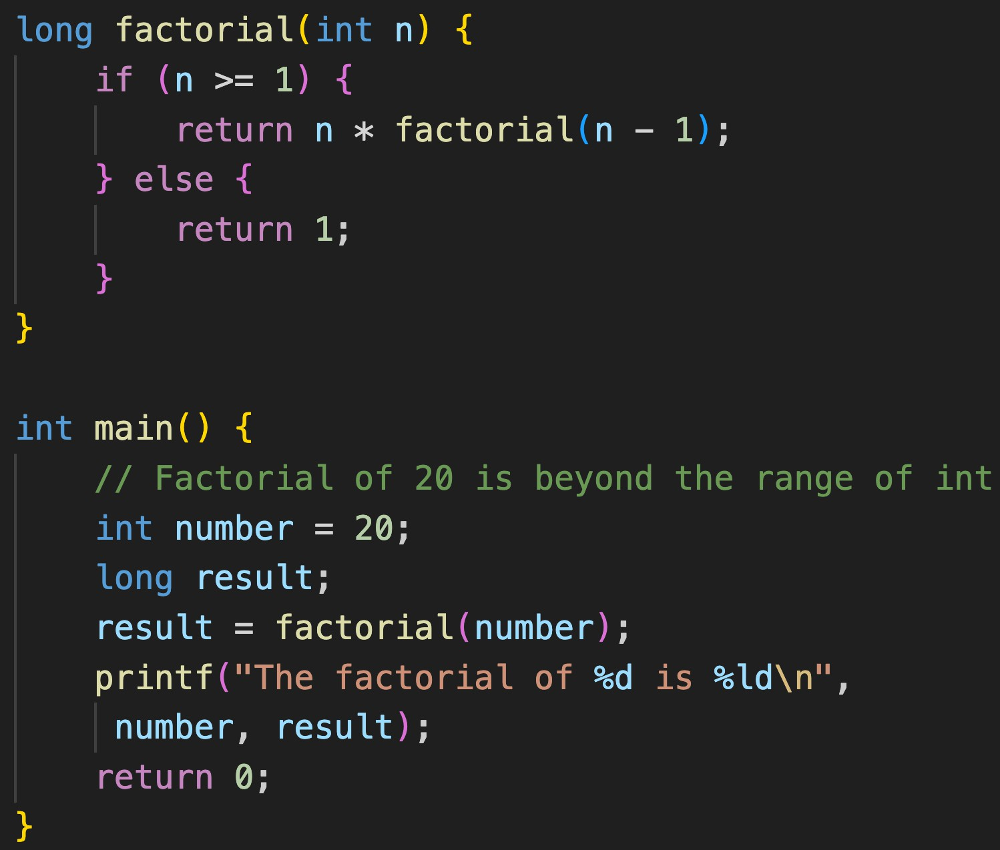 long factorial(int n) {
    if (n >= 1) {
        return n * factorial(n - 1);
    } else {
        return 1;
    }
}

int main() {
    // Factorial of 20 is beyond the range of int
    int number = 20;
    long result;
    result = factorial(number);
    printf("The factorial of %d is %ld\n",
     number, result);
    return 0;
}